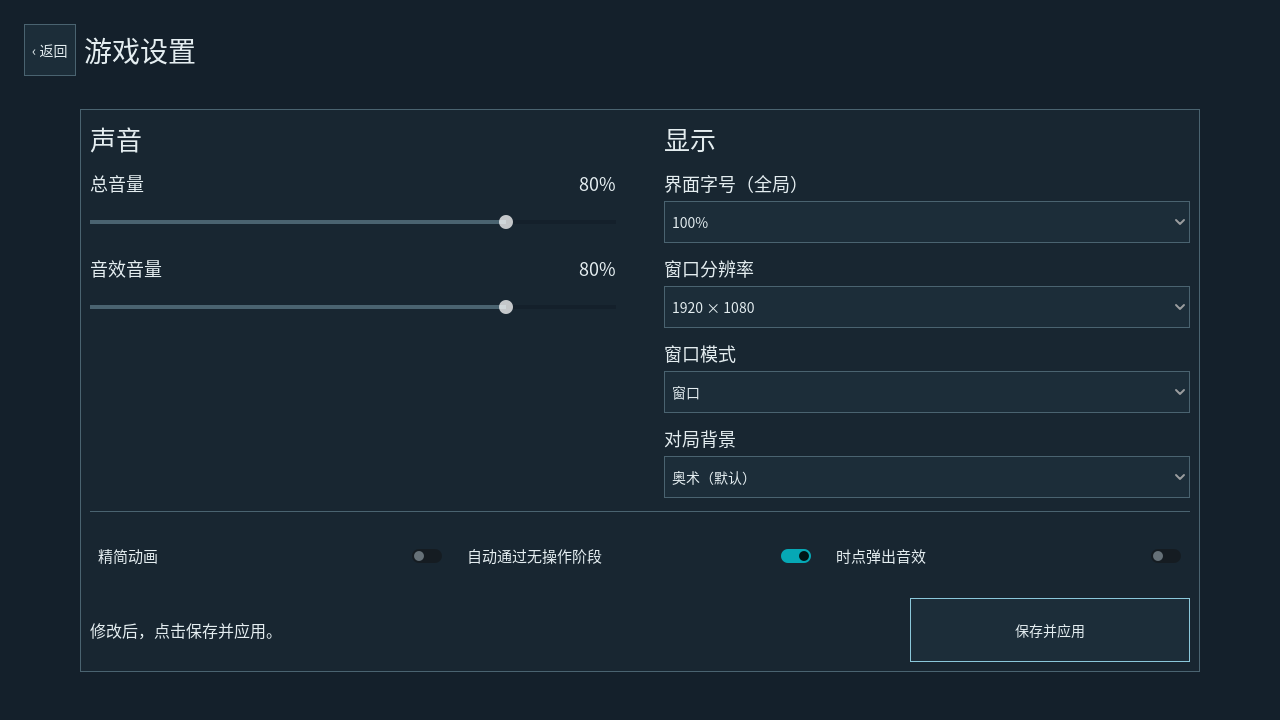 ‹ 返回
游戏设置
声音
总音量
80%
音效音量
80%
显示
界面字号（全局）
100%
窗口分辨率
1920 × 1080
窗口模式
窗口
对局背景
奥术（默认）
精简动画
自动通过无操作阶段
时点弹出音效
修改后，点击保存并应用。
保存并应用